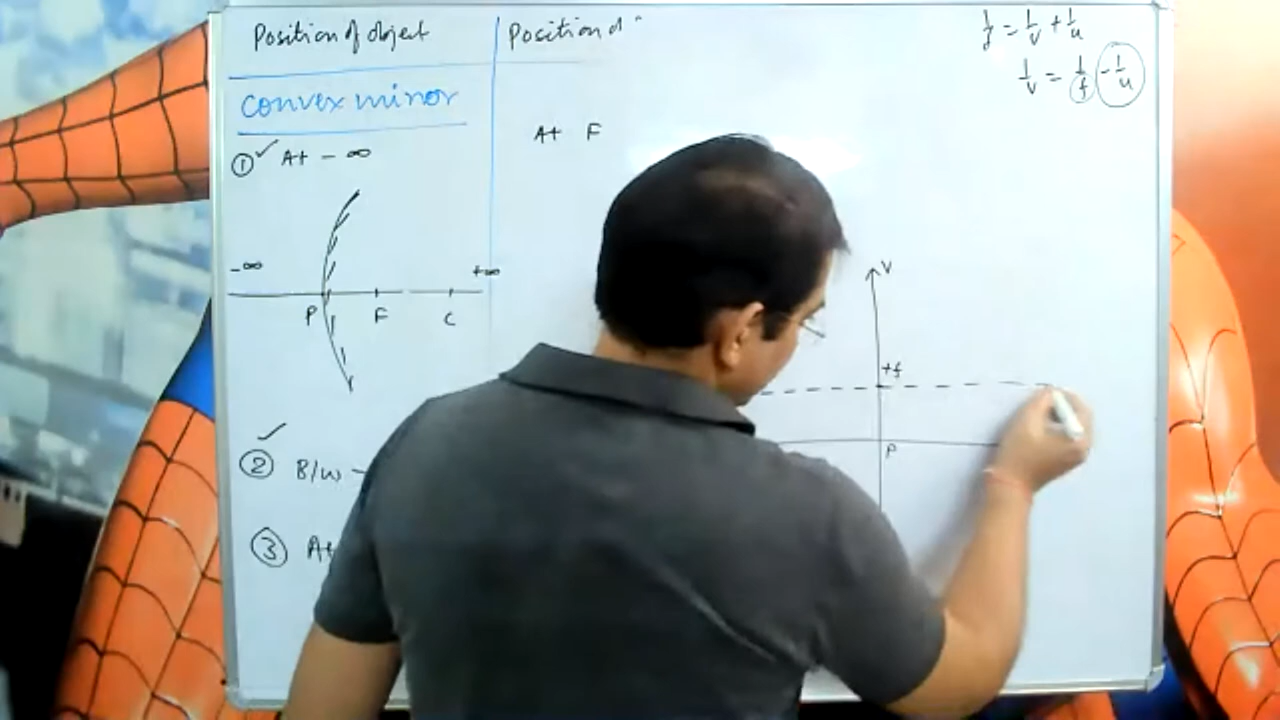 Position of object
Position of
1/f = 1/v + 1/u
1/v = 1/f - 1/u
convex mirror
① ✓ At - ∞
At F
-∞
+∞
P F C
v
+f
P
✓
② B/w -
③ At